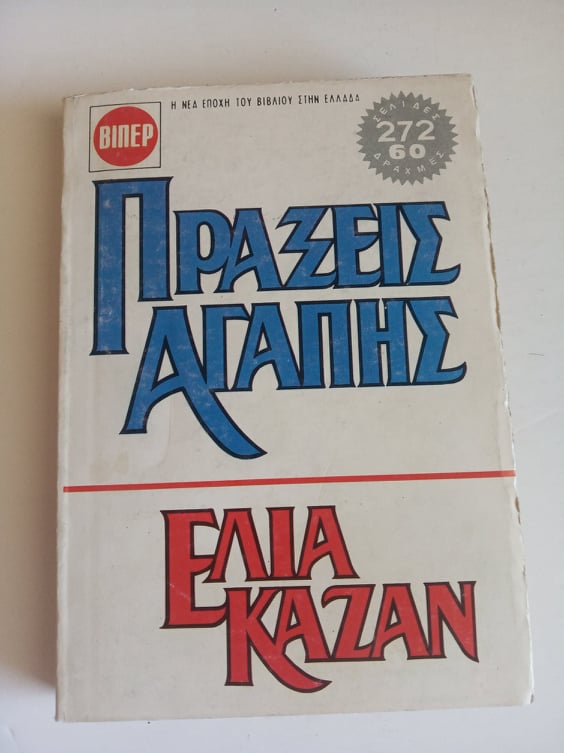 Η ΝΕΑ ΕΠΟΧΗ ΤΟΥ ΒΙΒΛΙΟΥ ΣΤΗΝ ΕΛΛΑΔΑ
ΒΙΠΕΡ
ΣΕΛΙΔΕΣ
272
60
ΔΡΑΧΜΕΣ
ΠΡΑΞΕΙΣ
ΑΓΑΠΗΣ
ΕΛΙΑ
ΚΑΖΑΝ